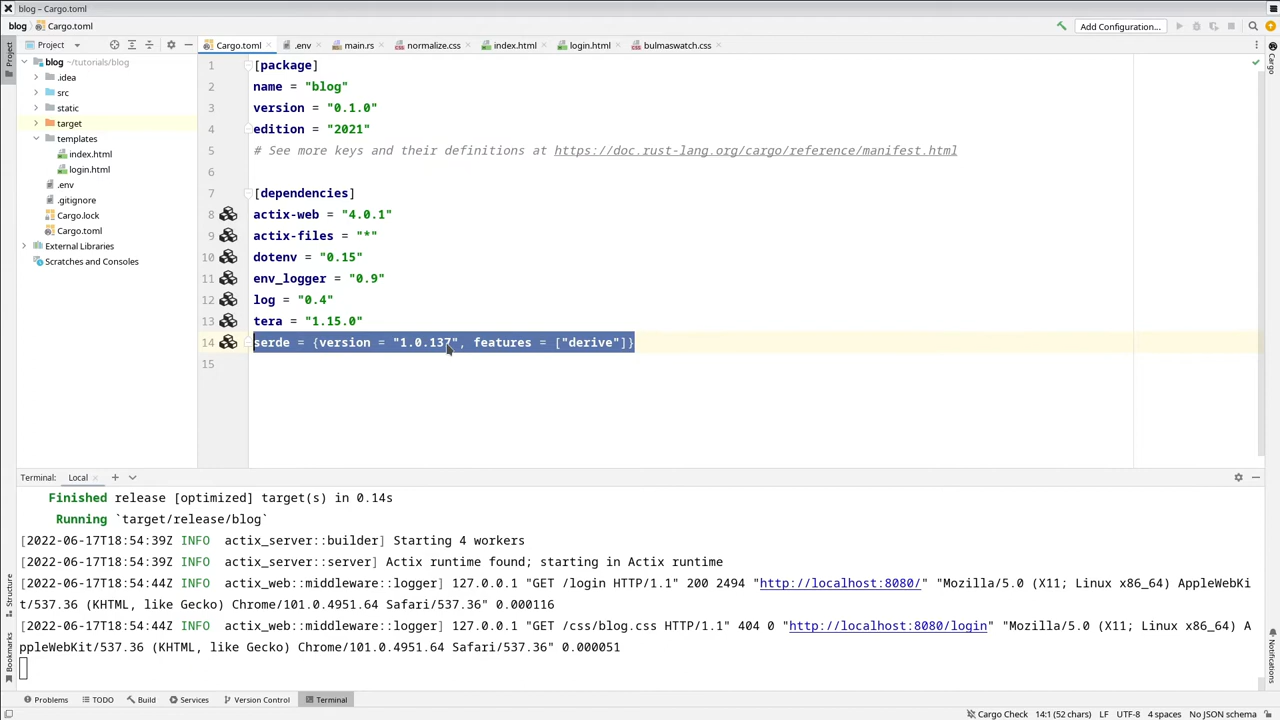 blog – Cargo.toml
blog
Cargo.toml
Add Configuration...
Project
Cargo.toml
.env
main.rs
normalize.css
index.html
login.html
bulmaswatch.css
Project
Cargo
blog ~/tutorials/blog
.idea
src
static
target
templates
index.html
login.html
.env
.gitignore
Cargo.lock
Cargo.toml
External Libraries
Scratches and Consoles
1 [package]
2 name = "blog"
3 version = "0.1.0"
4 edition = "2021"
5 # See more keys and their definitions at https://doc.rust-lang.org/cargo/reference/manifest.html
6
7 [dependencies]
8 actix-web = "4.0.1"
9 actix-files = "*"
10 dotenv = "0.15"
11 env_logger = "0.9"
12 log = "0.4"
13 tera = "1.15.0"
14 serde = {version = "1.0.137", features = ["derive"]}
15
Terminal:
Local
Finished release [optimized] target(s) in 0.14s
Running `target/release/blog`
[2022-06-17T18:54:39Z INFO  actix_server::builder] Starting 4 workers
[2022-06-17T18:54:39Z INFO  actix_server::server] Actix runtime found; starting in Actix runtime
[2022-06-17T18:54:44Z INFO  actix_web::middleware::logger] 127.0.0.1 "GET /login HTTP/1.1" 200 2494 "http://localhost:8080/" "Mozilla/5.0 (X11; Linux x86_64) AppleWebKi
t/537.36 (KHTML, like Gecko) Chrome/101.0.4951.64 Safari/537.36" 0.000116
[2022-06-17T18:54:44Z INFO  actix_web::middleware::logger] 127.0.0.1 "GET /css/blog.css HTTP/1.1" 404 0 "http://localhost:8080/login" "Mozilla/5.0 (X11; Linux x86_64) A
ppleWebKit/537.36 (KHTML, like Gecko) Chrome/101.0.4951.64 Safari/537.36" 0.000051
Structure
Bookmarks
Notifications
Problems
TODO
Build
Services
Version Control
Terminal
Cargo Check
14:1 (52 chars)
LF
UTF-8
4 spaces
No JSON schema